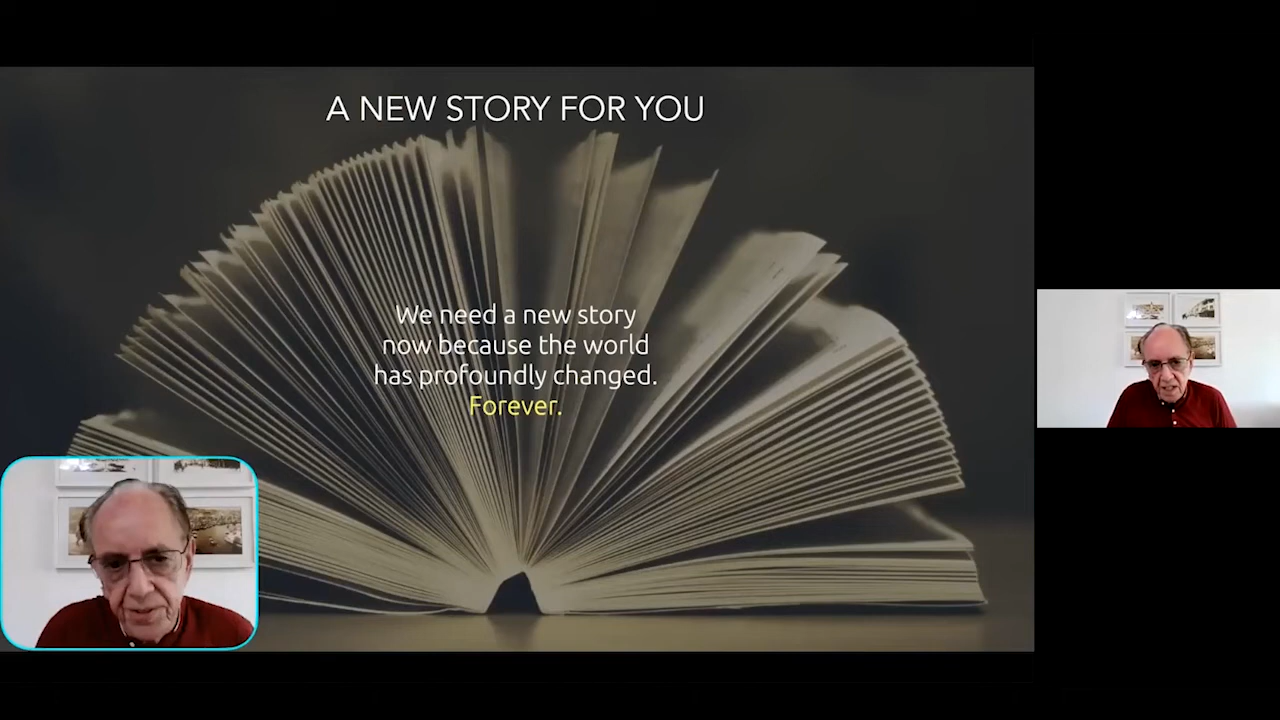 A NEW STORY FOR YOU
We need a new story
now because the world
has profoundly changed.
Forever.